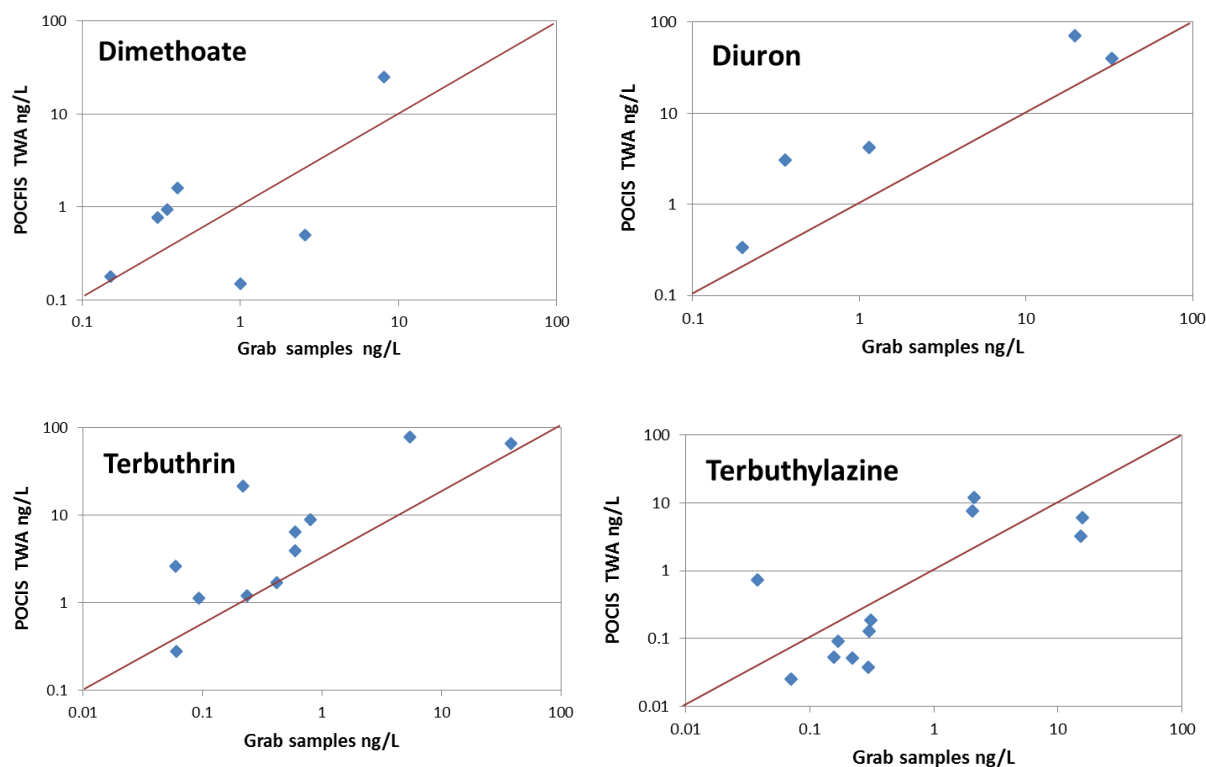 Dimethoate
100
10
1
0.1
POCFIS TWA ng/L
0.1 1 10 100
Grab samples ng/L
Diuron
100
10
1
0.1
POCIS TWA ng/L
0.1 1 10 100
Grab samples ng/L
Terbuthrin
100
10
1
0.1
POCIS TWA ng/L
0.01 0.1 1 10 100
Grab samples ng/L
Terbuthylazine
100
10
1
0.1
0.01
POCIS TWA ng/L
0.01 0.1 1 10 100
Grab samples ng/L